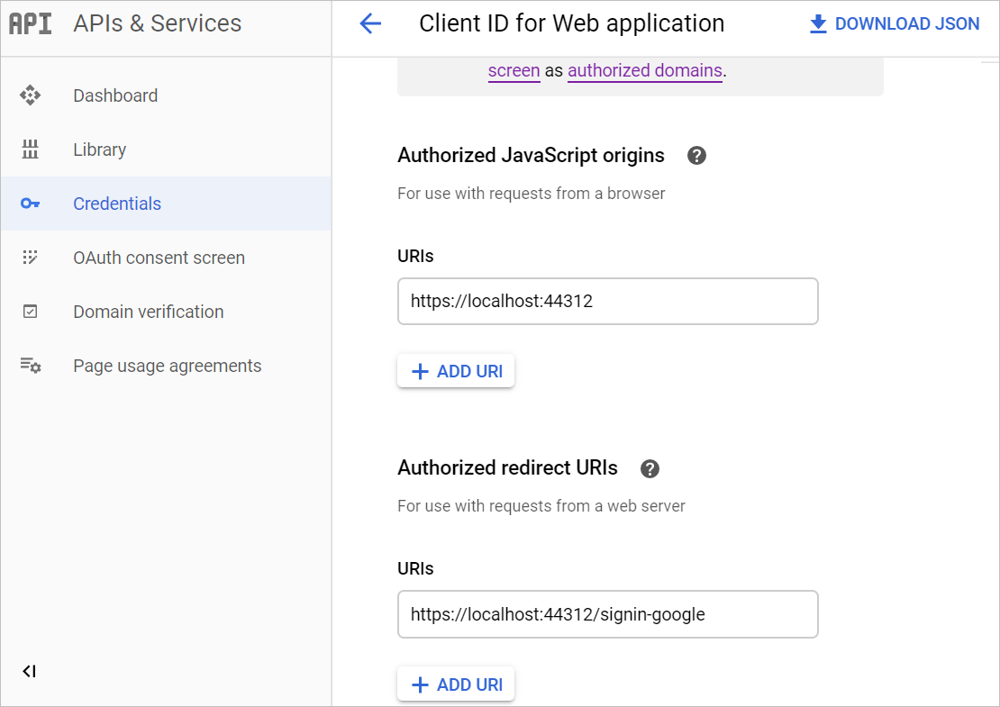 API APIs & Services
Dashboard
Library
Credentials
OAuth consent screen
Domain verification
Page usage agreements
Client ID for Web application
DOWNLOAD JSON
screen as authorized domains.
Authorized JavaScript origins
For use with requests from a browser
URIs
https://localhost:44312
ADD URI
Authorized redirect URIs
For use with requests from a web server
URIs
https://localhost:44312/signin-google
ADD URI